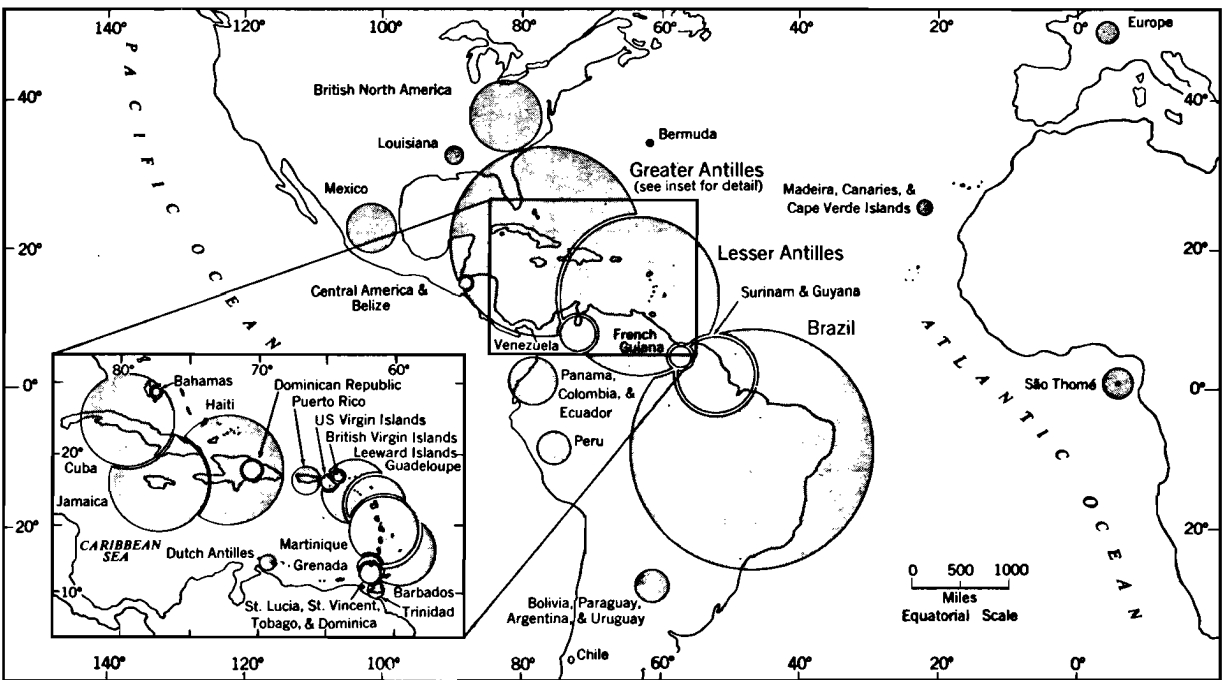 140° 120° 100° 80° 60° 40° 20° 0° Europe
PACIFIC OCEAN
British North America
40° 40°
Louisiana
Bermuda
Greater Antilles
(see inset for detail)
Mexico
Madeira, Canaries, &
Cape Verde Islands
20° 20°
Lesser Antilles
Central America &
Belize
Surinam & Guyana
Venezuela
French
Guiana
Brazil
ATLANTIC OCEAN
0° 0°
São Thomé
Panama,
Colombia, &
Ecuador
Peru
80° 70° 60°
Bahamas
Dominican Republic
Haiti
Puerto Rico
US Virgin Islands
British Virgin Islands
Leeward Islands
Guadeloupe
20°
Cuba
Jamaica
CARIBBEAN
SEA
Dutch Antilles
Martinique
Grenada
10°
Barbados
Trinidad
St. Lucia, St. Vincent,
Tobago, & Dominica
20° 20°
Bolivia, Paraguay,
Argentina, & Uruguay
0 500 1000
Miles
Equatorial Scale
Chile
140° 120° 100° 80° 60° 40° 20° 0°